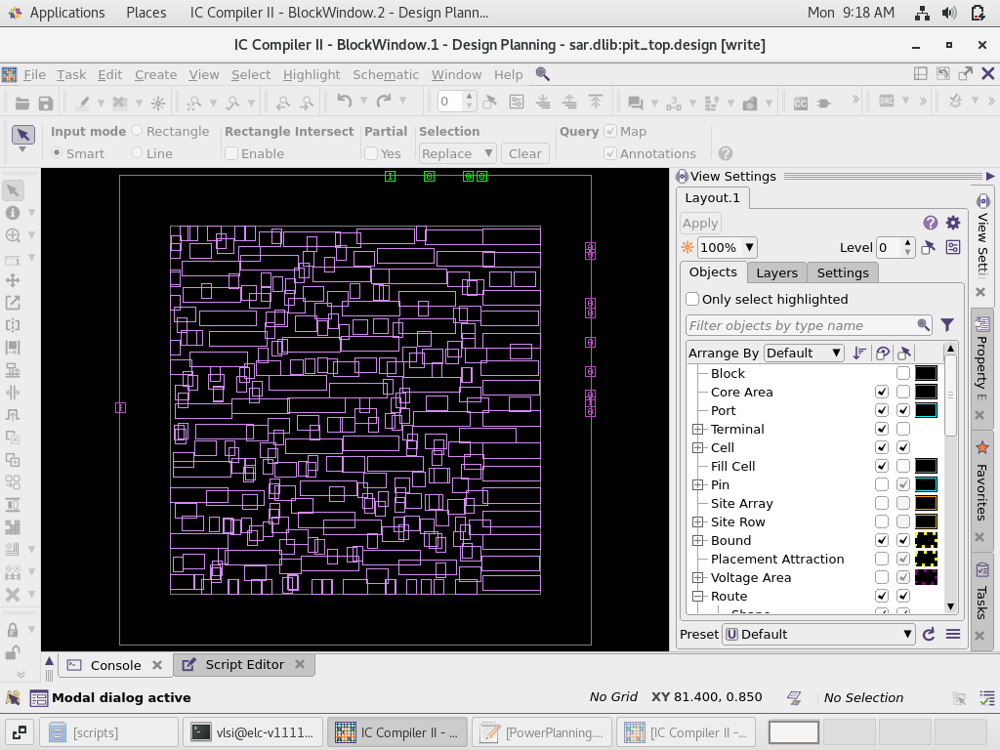 Applications Places IC Compiler II - BlockWindow.2 - Design Plann... Mon 9:18 AM
IC Compiler II - BlockWindow.1 - Design Planning - sar.dlib:pit_top.design [write]
File Task Edit Create View Select Highlight Schematic Window Help
0
Input mode Rectangle Rectangle Intersect Partial Selection Query Map
Smart Line Enable Yes Replace Clear Annotations
View Settings
Layout.1
Apply
100% Level 0
Objects Layers Settings
Only select highlighted
Filter objects by type name
Arrange By Default
Block
Core Area
Port
Terminal
Cell
Fill Cell
Pin
Site Array
Site Row
Bound
Placement Attraction
Voltage Area
Route
Preset Default
View Setti
Property E
Favorites
Tasks
Console Script Editor
Modal dialog active No Grid XY 81.400, 0.850 No Selection
[scripts] vlsi@elc-v1111... IC Compiler II - ... [PowerPlanning.... [IC Compiler II -...